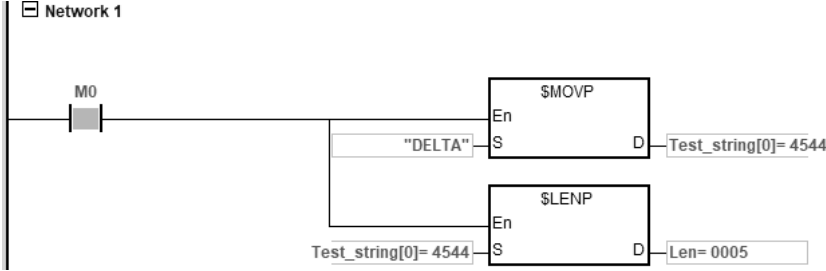 Network 1
M0
$MOVP
En
"DELTA" S D Test_string[0]= 4544
$LENP
En
Test_string[0]= 4544 S D Len= 0005